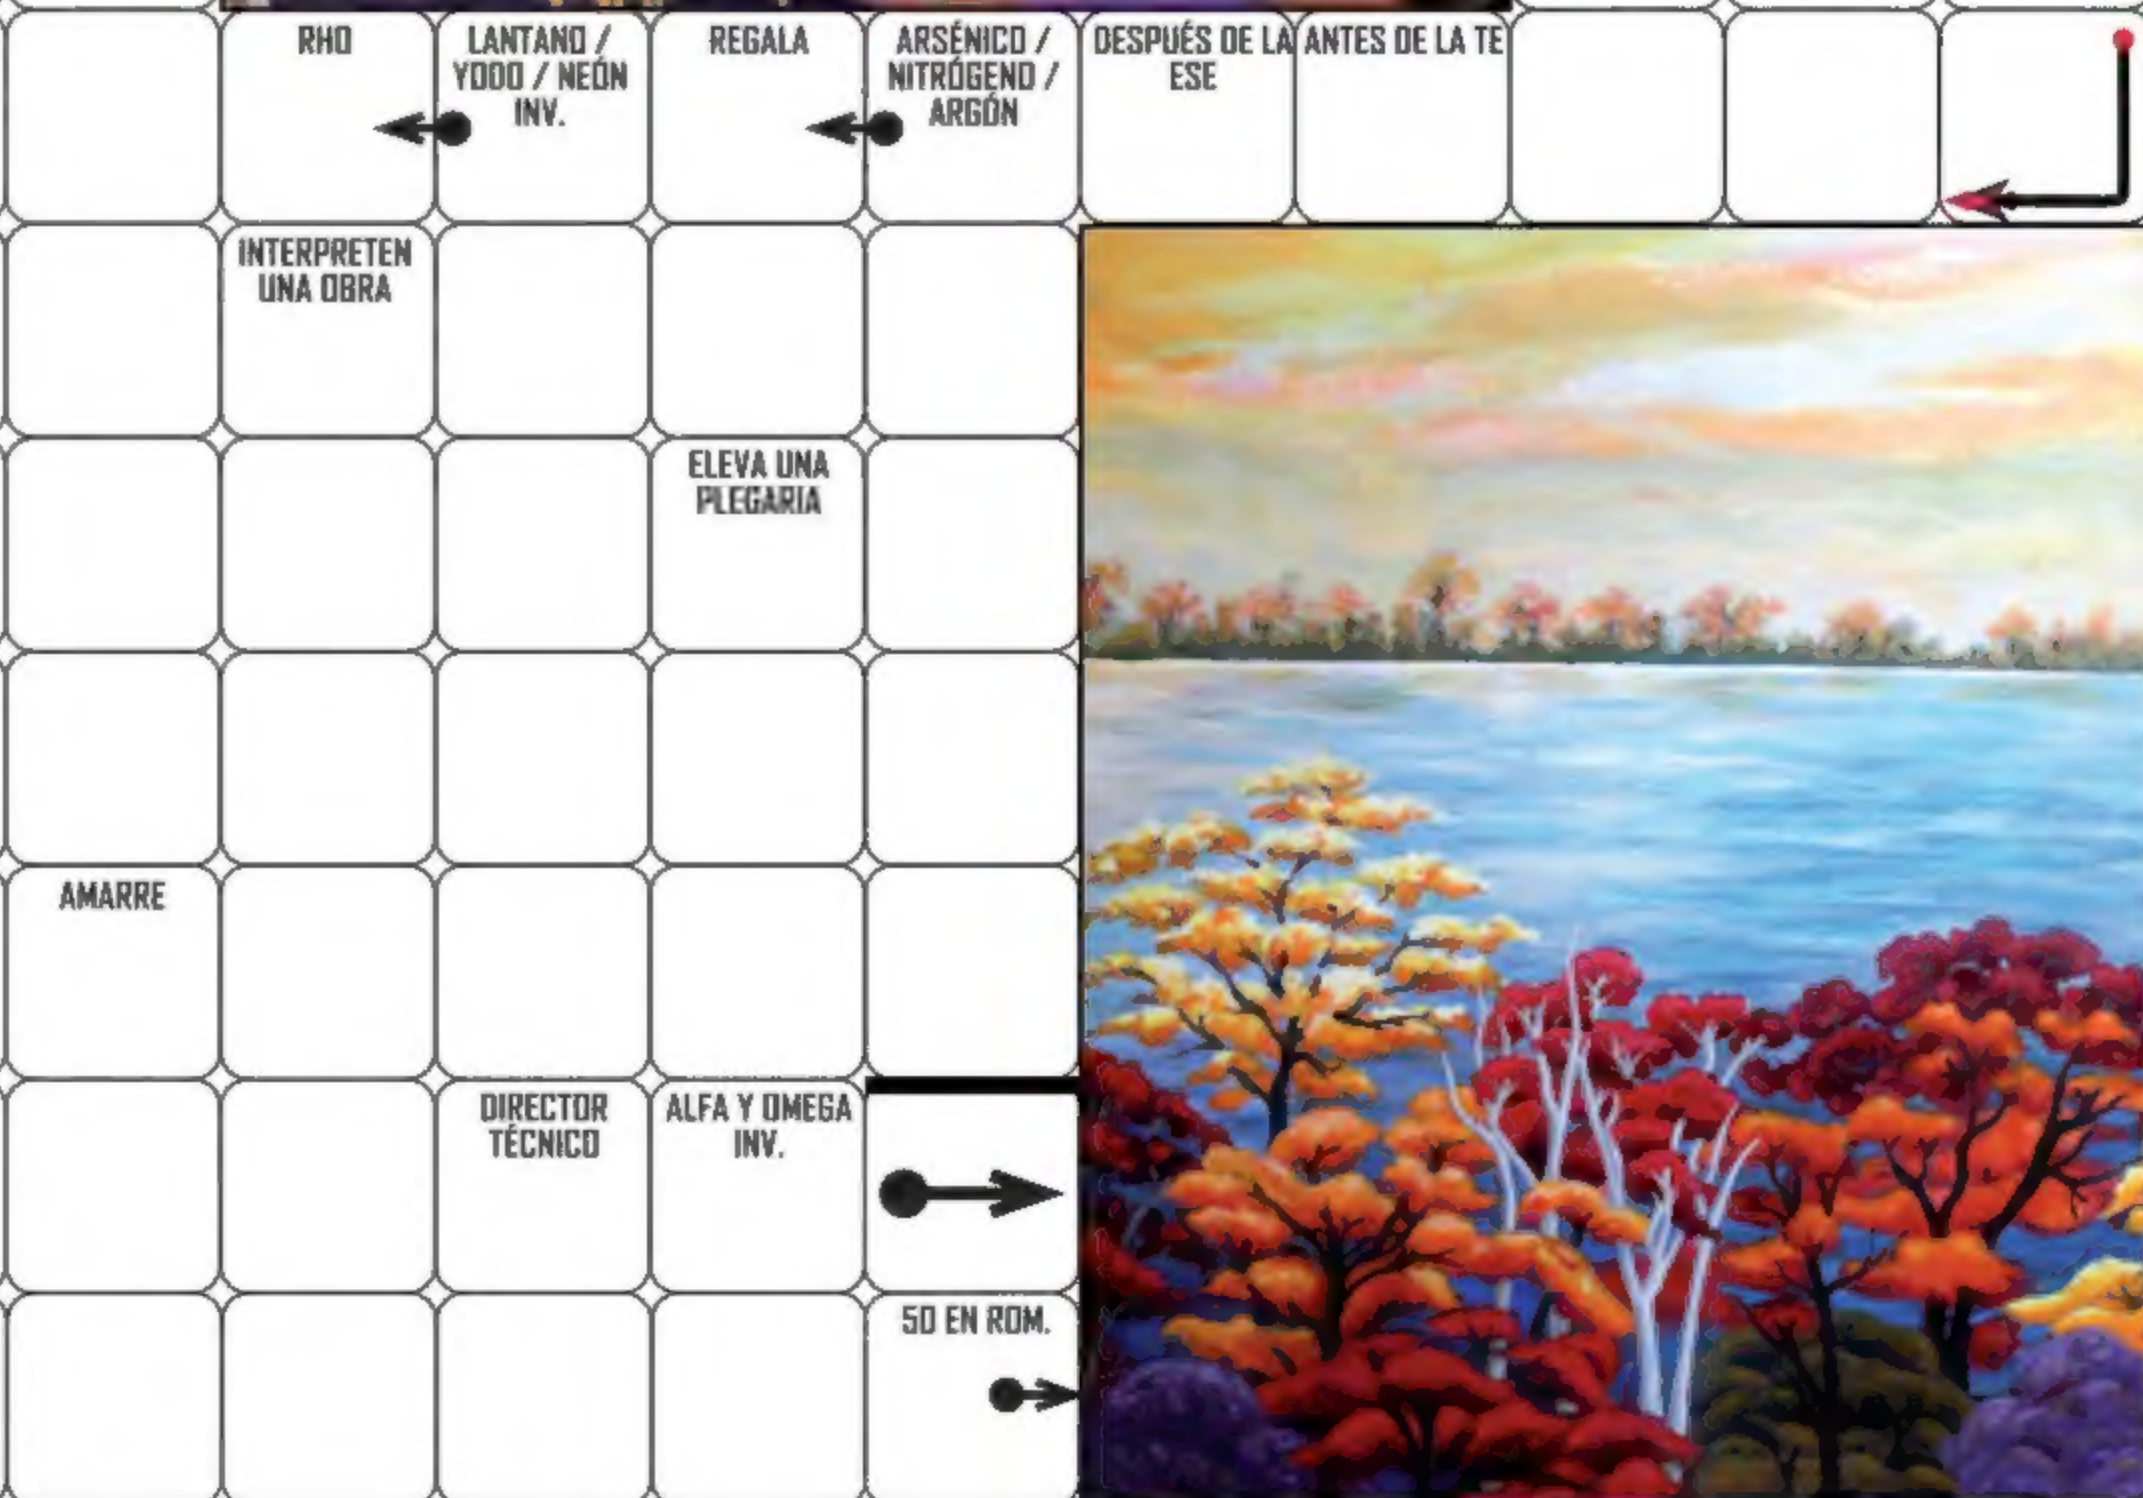 RHO
LANTANO /
YODO / NEÓN
INV.
REGALA
ARSÉNICO /
NITRÓGENO /
ARGÓN
DESPUÉS DE LA
ESE
ANTES DE LA TE
INTERPRETEN
UNA OBRA
ELEVA UNA
PLEGARIA
AMARRE
DIRECTOR
TÉCNICO
ALFA Y OMEGA
INV.
50 EN ROM.